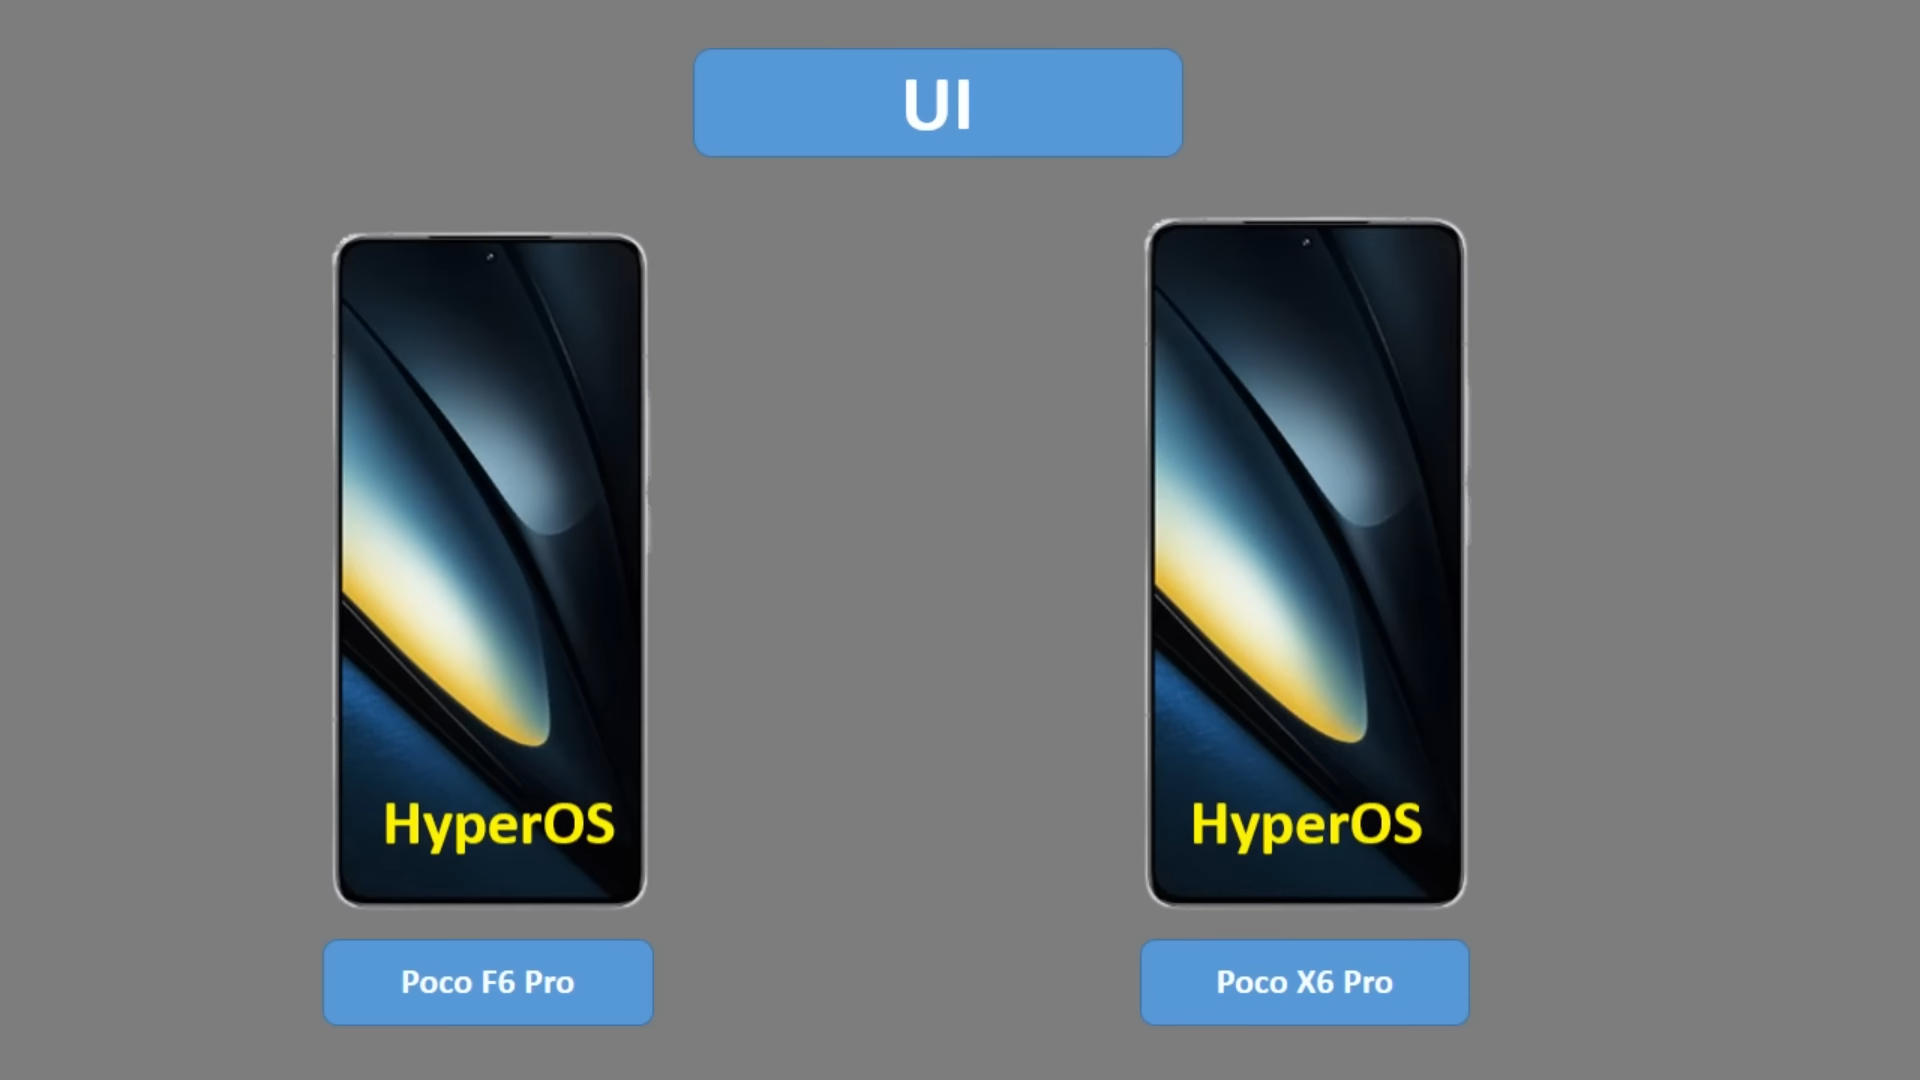 UI
HyperOS
HyperOS
Poco F6 Pro
Poco X6 Pro